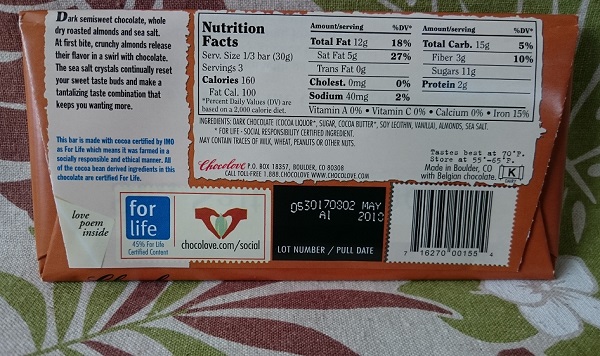 Dark semisweet chocolate, whole
dry roasted almonds and sea salt.
At first bite, crunchy almonds release
their flavor in a swirl with chocolate.
The sea salt crystals continually reset
your sweet taste buds and make a
tantalizing taste combination that
keeps you wanting more.
This bar is made with cocoa certified by IMO
as For Life which means it was farmed in a
socially responsible and ethical manner. All
of the cocoa bean derived ingredients in this
chocolate are certified For Life.
love
poem
inside
for
life
45% For Life
Certified Content
chocolove.com/social
Nutrition
Facts
Serv. Size 1/3 bar (30g)
Servings 3
Calories 160
Fat Cal. 100
*Percent Daily Values (DV) are
based on a 2,000 calorie diet.
Amount/serving %DV*
Total Fat 12g 18%
Sat Fat 5g 27%
Trans Fat 0g
Cholest. 0mg 0%
Sodium 40mg 2%
Amount/serving %DV*
Total Carb. 15g 5%
Fiber 3g 10%
Sugars 11g
Protein 2g
Vitamin A 0% • Vitamin C 0% • Calcium 0% • Iron 15%
INGREDIENTS: DARK CHOCOLATE (COCOA LIQUOR^, SUGAR, COCOA BUTTER^, SOY LECITHIN, VANILLA), ALMONDS, SEA SALT.
^ FOR LIFE - SOCIAL RESPONSIBILITY CERTIFIED INGREDIENT.
MAY CONTAIN TRACES OF MILK, WHEAT, PEANUTS OR OTHER NUTS.
Chocolove P.O. BOX 18357, BOULDER, CO 80308
CALL TOLL-FREE 1.888.CHOCOLOVE WWW.CHOCOLOVE.COM
Tastes best at 70°F.
Store at 55°-65°F.
Made in Boulder, CO
with Belgian chocolate.
K
DAIRY
0530170802 MAY
A1 2019
LOT NUMBER / PULL DATE
7 16270 00155 4